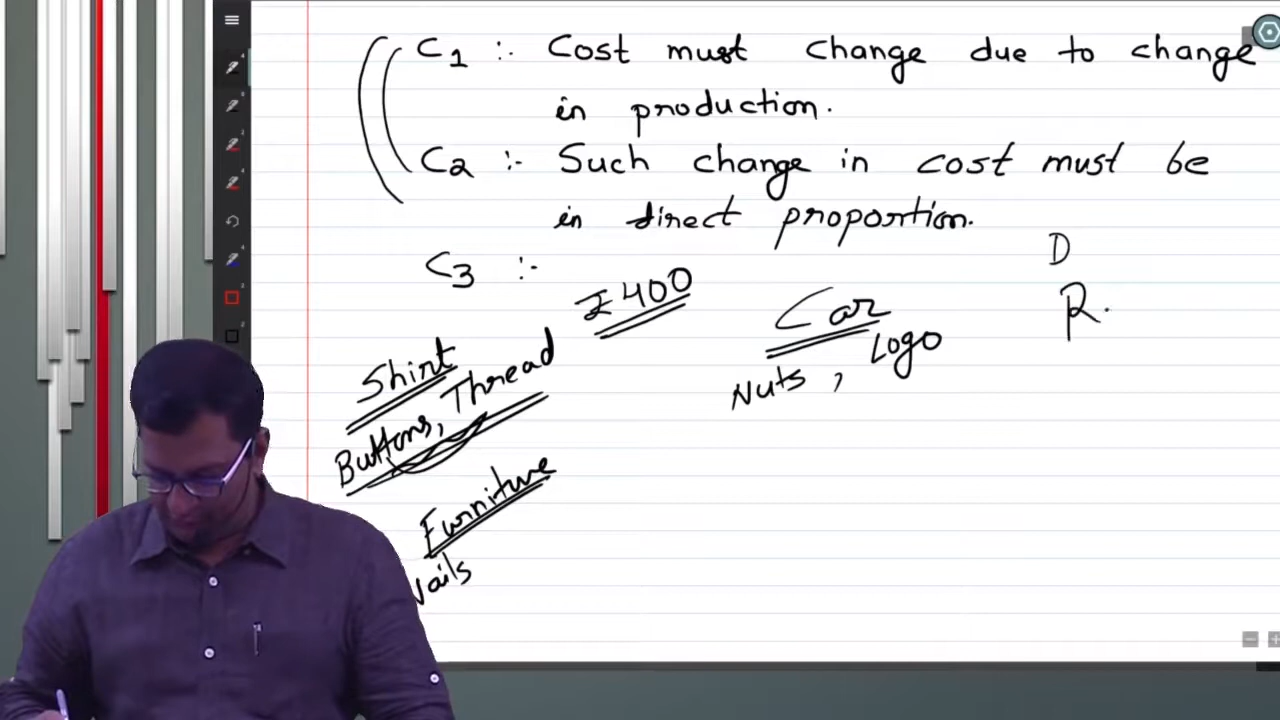 C1 :- Cost must change due to change
in production.
C2 :- Such change in cost must be
in direct proportion.
C3 :-
D
R.
₹400
Car
Nuts, Logo
Shirt
Buttons, Thread
Furniture
Nails